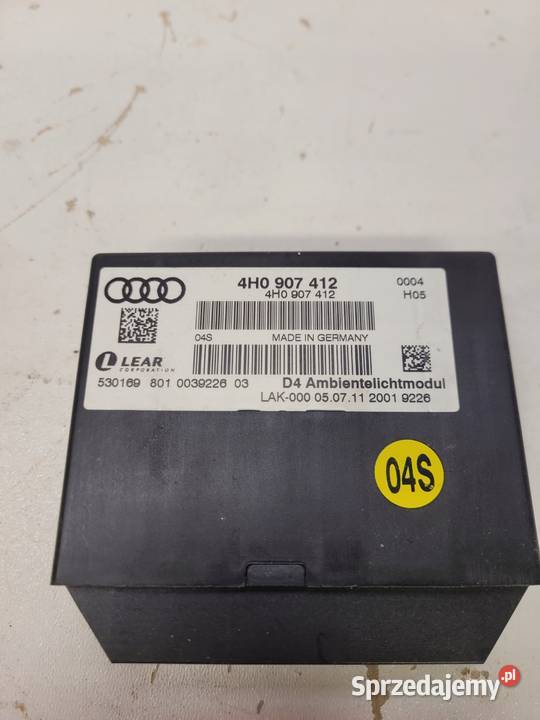 4H0 907 412
4H0 907 412
0004
H05
04S
MADE IN GERMANY
LEAR
CORPORATION
530169 801 0039226 03
D4 Ambientelichtmodul
LAK-000 05.07.11 2001 9226
04S
Sprzedajemy.pl